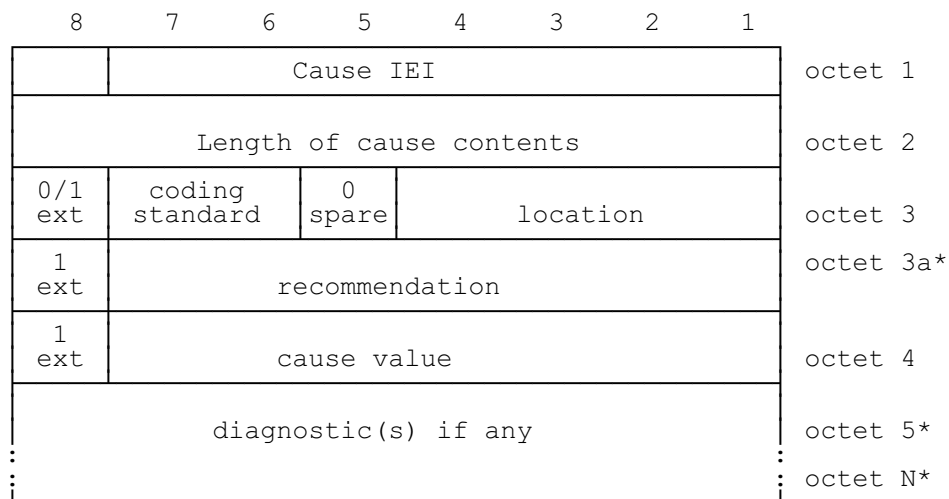 8 7 6 5 4 3 2 1
Cause IEI octet 1
Length of cause contents octet 2
0/1 coding 0
ext standard spare location octet 3
1 octet 3a*
ext recommendation
1
ext cause value octet 4
diagnostic(s) if any octet 5*
octet N*